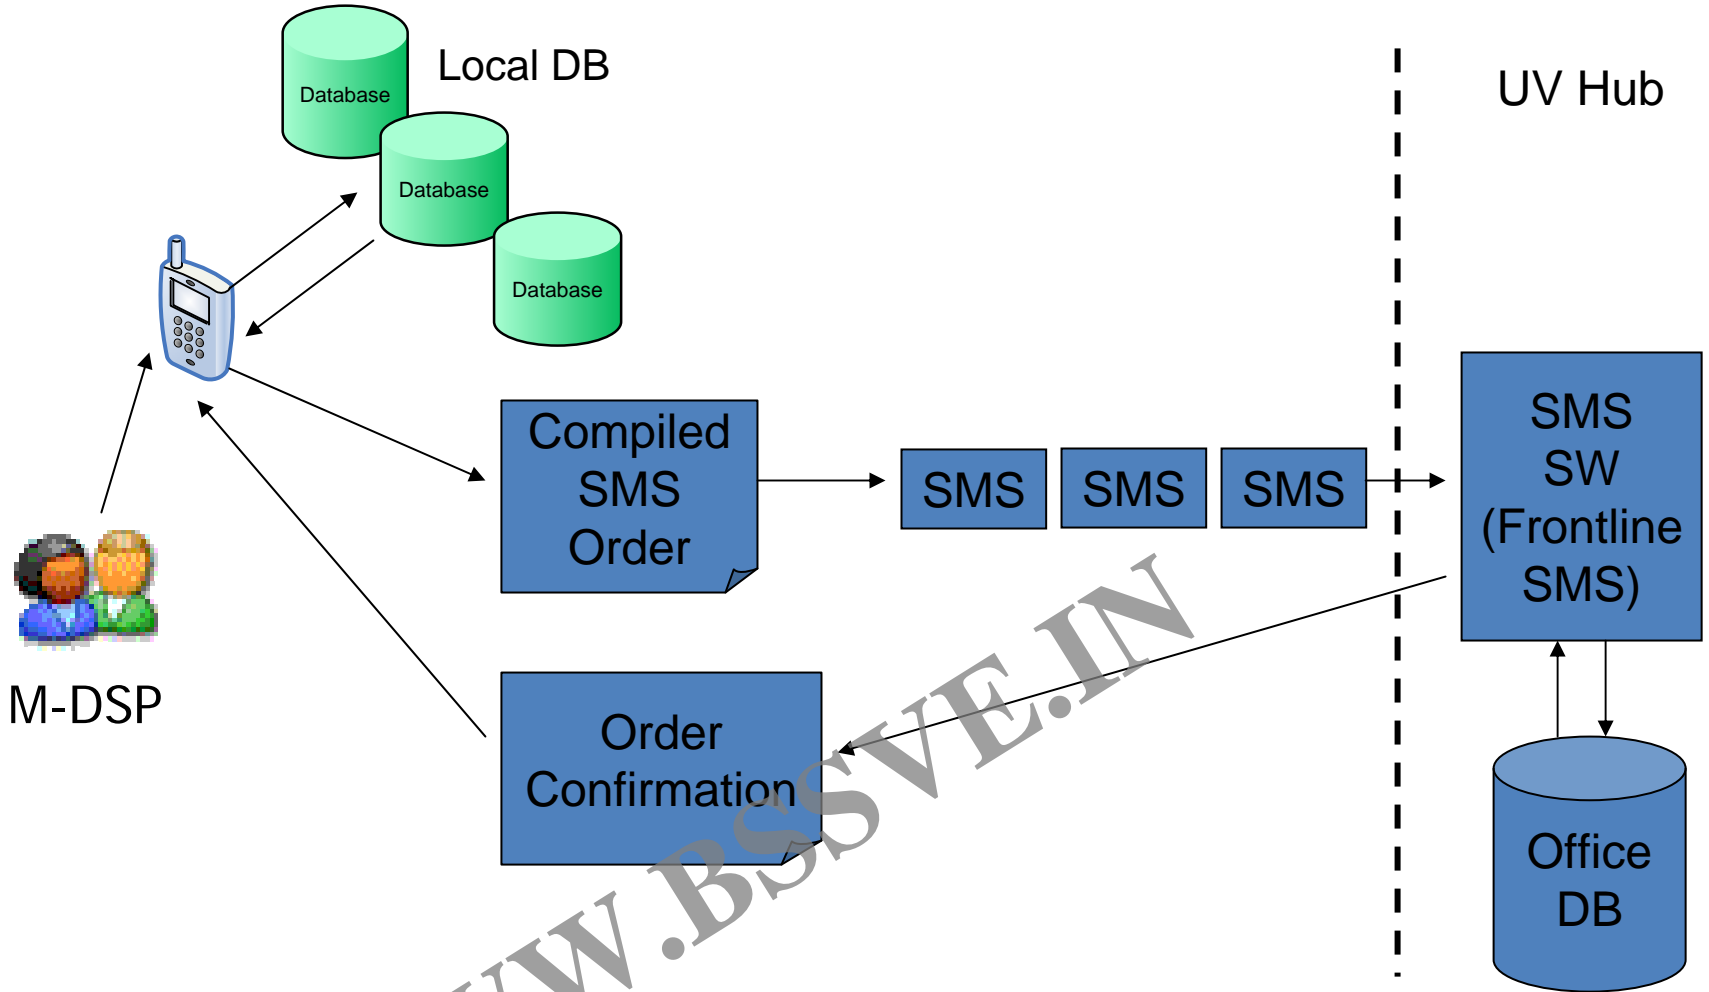 Local DB
UV Hub
Database
Database
Database
Compiled
SMS
Order
SMS
SMS
SMS
SMS
SW
(Frontline
SMS)
M-DSP
Order
Confirmation
Office
DB
W.BSSVE.IN